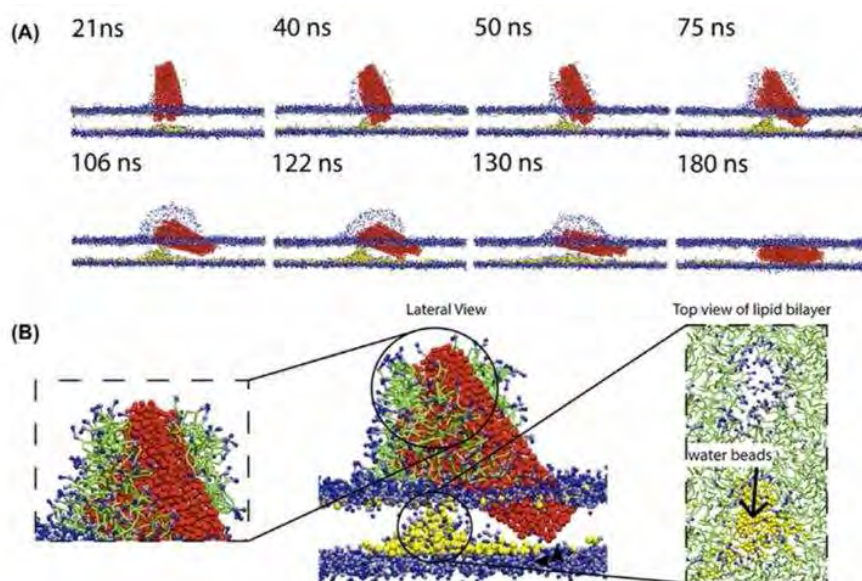 (A) 21ns 40 ns 50 ns 75 ns
106 ns 122 ns 130 ns 180 ns
(B) Lateral View Top view of lipid bilayer
water beads